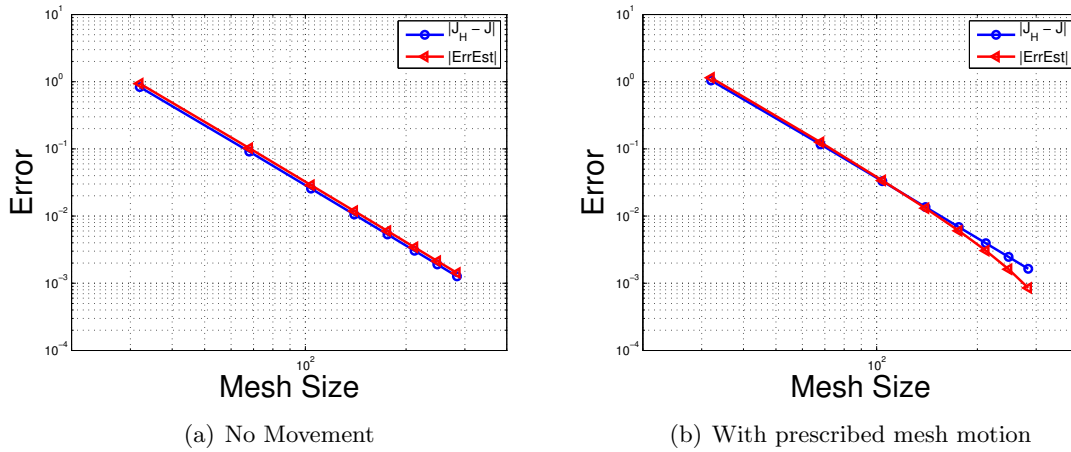 10^1
10^0
10^-1
10^-2
10^-3
10^-4
Error
10^2
Mesh Size
|J_H − J|
|ErrEst|
(a) No Movement
10^1
10^0
10^-1
10^-2
10^-3
10^-4
Error
10^2
Mesh Size
|J_H − J|
|ErrEst|
(b) With prescribed mesh motion